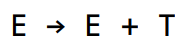 E → E + T